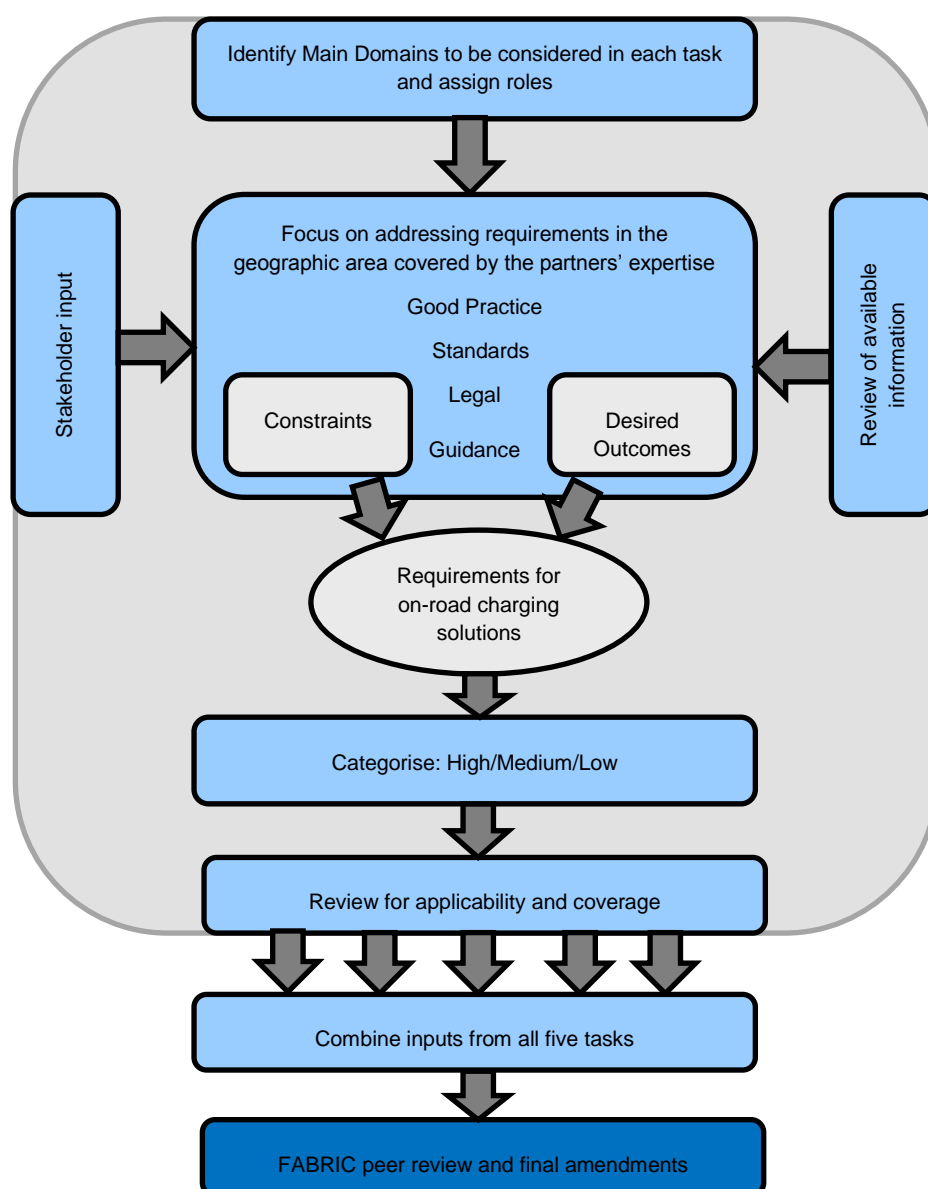 Identify Main Domains to be considered in each task
and assign roles
Stakeholder input
Focus on addressing requirements in the
geographic area covered by the partners’ expertise
Good Practice
Standards
Legal
Guidance
Constraints
Desired
Outcomes
Review of available
information
Requirements for
on-road charging
solutions
Categorise: High/Medium/Low
Review for applicability and coverage
Combine inputs from all five tasks
FABRIC peer review and final amendments